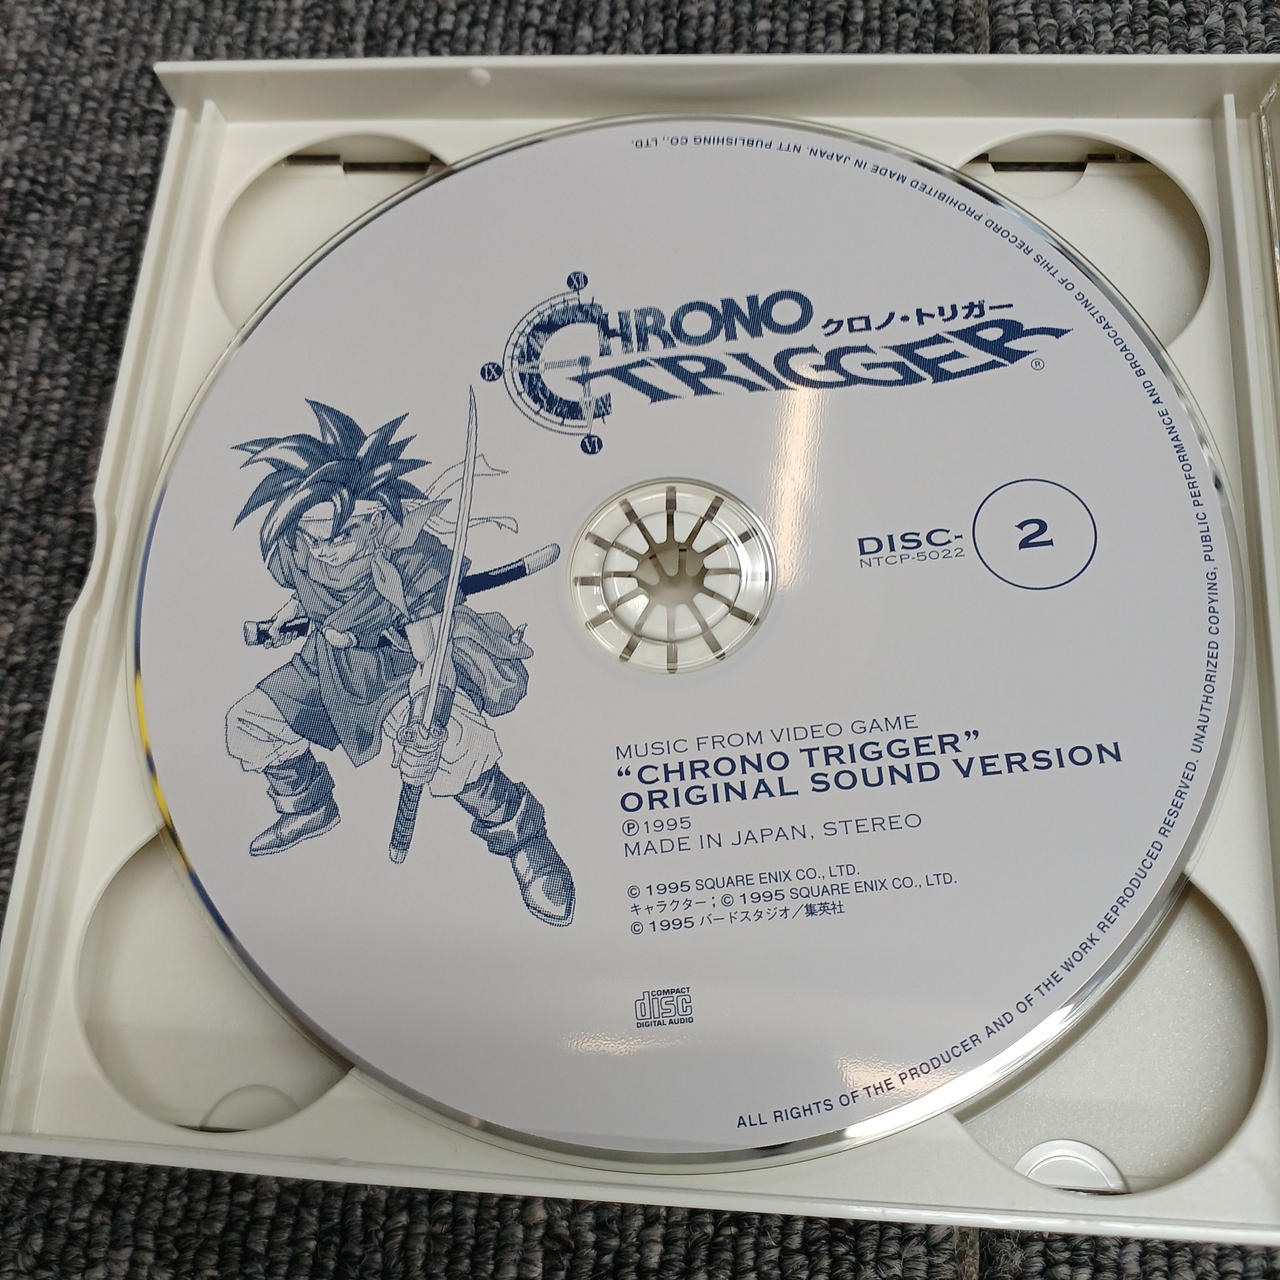 XII
IX
VI
CHRONO
クロノ・トリガー
TRIGGER
®
DISC-
2
NTCP-5022
MUSIC FROM VIDEO GAME
“CHRONO TRIGGER”
ORIGINAL SOUND VERSION
Ⓟ1995
MADE IN JAPAN, STEREO
© 1995 SQUARE ENIX CO., LTD.
キャラクター；© 1995 SQUARE ENIX CO., LTD.
© 1995 バードスタジオ／集英社
COMPACT
disc
DIGITAL AUDIO
ALL RIGHTS OF THE PRODUCER AND OF THE WORK REPRODUCED RESERVED. UNAUTHORIZED COPYING, PUBLIC PERFORMANCE AND BROADCASTING OF THIS RECORD PROHIBITED MADE IN JAPAN. NTT PUBLISHING CO., LTD.